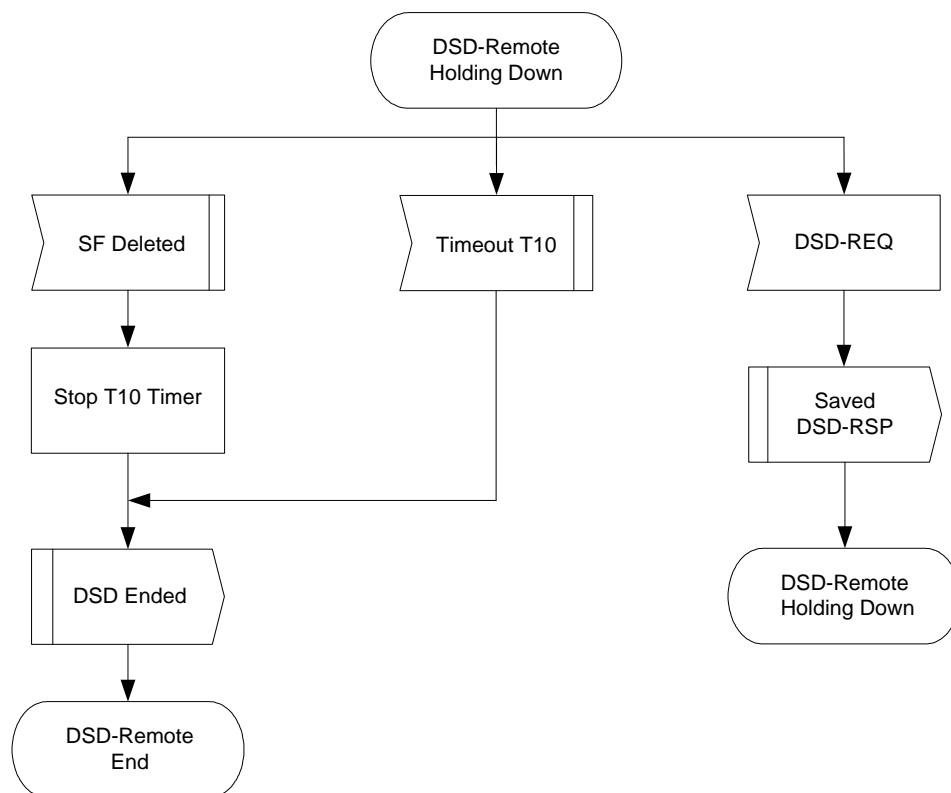 DSD-Remote
Holding Down
SF Deleted
Timeout T10
DSD-REQ
Stop T10 Timer
Saved
DSD-RSP
DSD Ended
DSD-Remote
Holding Down
DSD-Remote
End